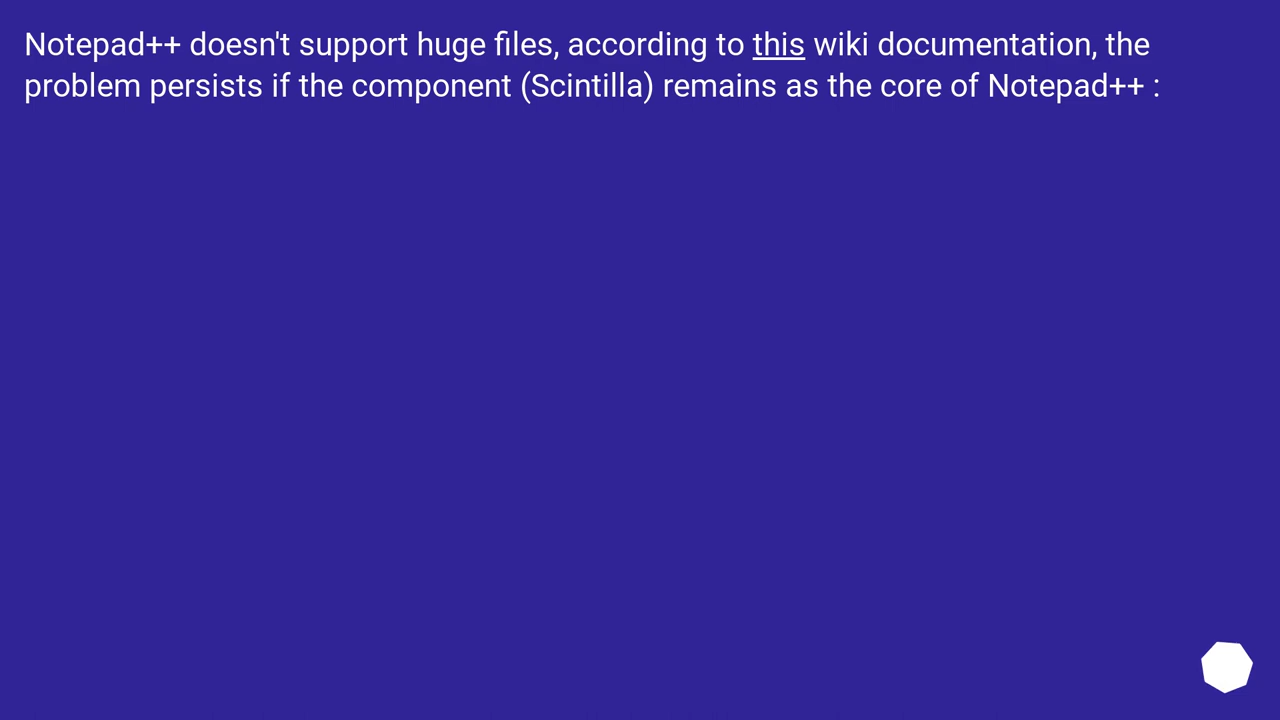 Notepad++ doesn't support huge files, according to this wiki documentation, the
problem persists if the component (Scintilla) remains as the core of Notepad++ :